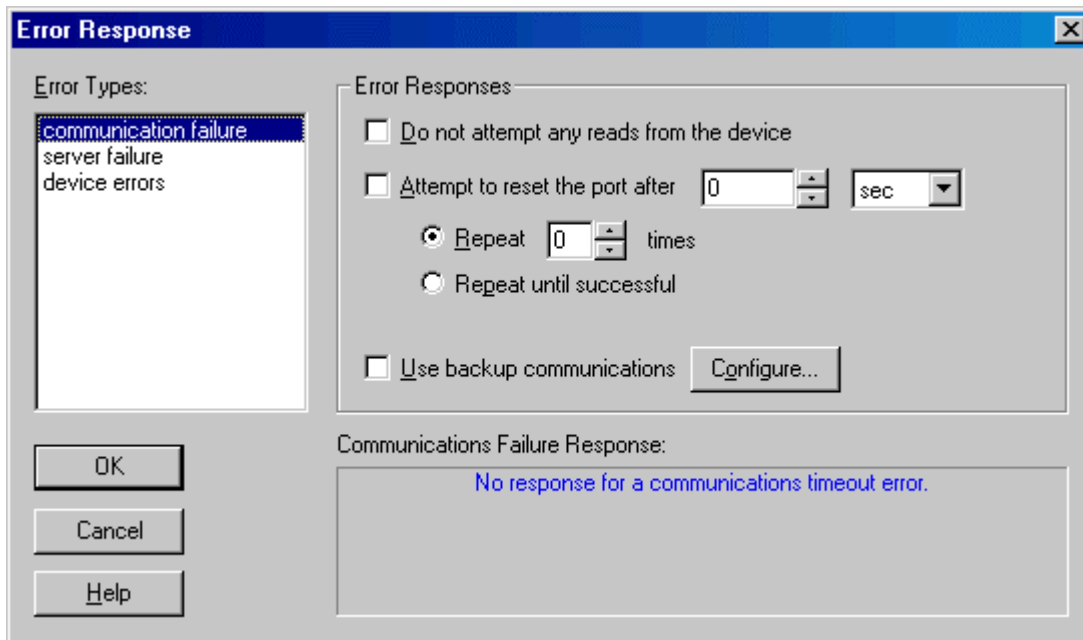 Error Response
Error Types:
communication failure
server failure
device errors
OK
Cancel
Help
Error Responses
Do not attempt any reads from the device
Attempt to reset the port after 0 sec
Repeat 0 times
Repeat until successful
Use backup communications Configure...
Communications Failure Response:
No response for a communications timeout error.